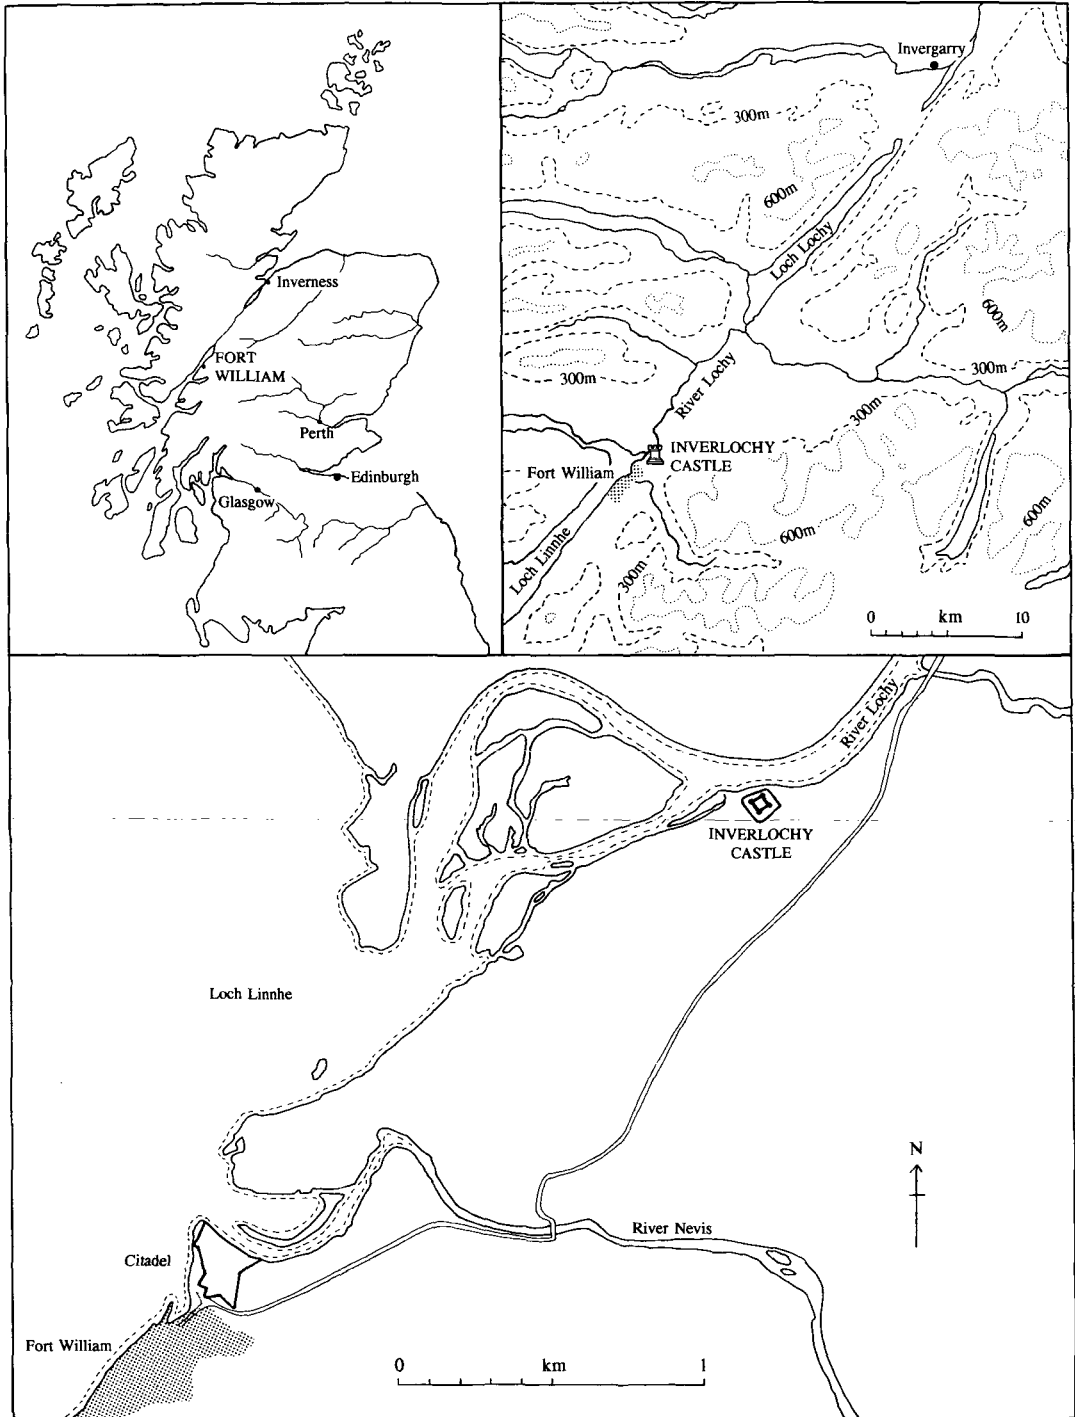 Inverness
FORT
WILLIAM
Perth
Edinburgh
Glasgow
Invergarry
300m
600m
Loch Lochy
600m
300m
300m
River Lochy
300m
INVERLOCHY
CASTLE
Fort William
600m
600m
Loch Linnhe
300m
0 km 10
River Lochy
INVERLOCHY
CASTLE
Loch Linnhe
N
River Nevis
Citadel
Fort William
0 km 1